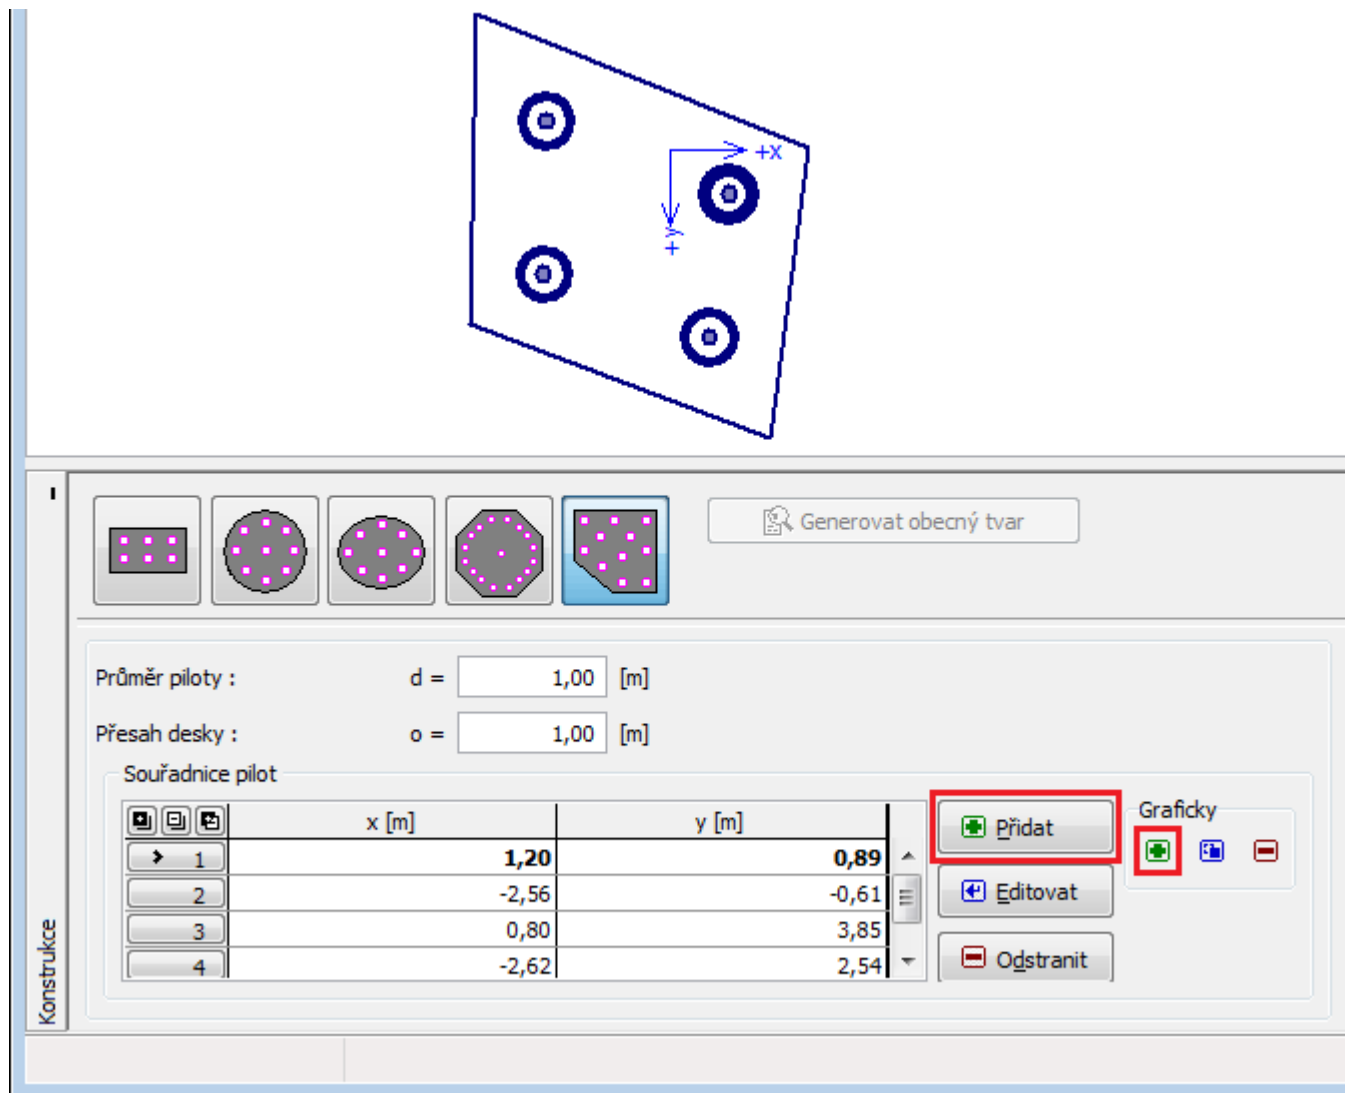 +x
+y
Generovat obecný tvar
Průměr piloty : d = 1,00 [m]
Přesah desky : o = 1,00 [m]
Souřadnice pilot
x [m] y [m]
1 1,20 0,89
2 -2,56 -0,61
3 0,80 3,85
4 -2,62 2,54
Přidat
Editovat
Odstranit
Graficky
Konstrukce